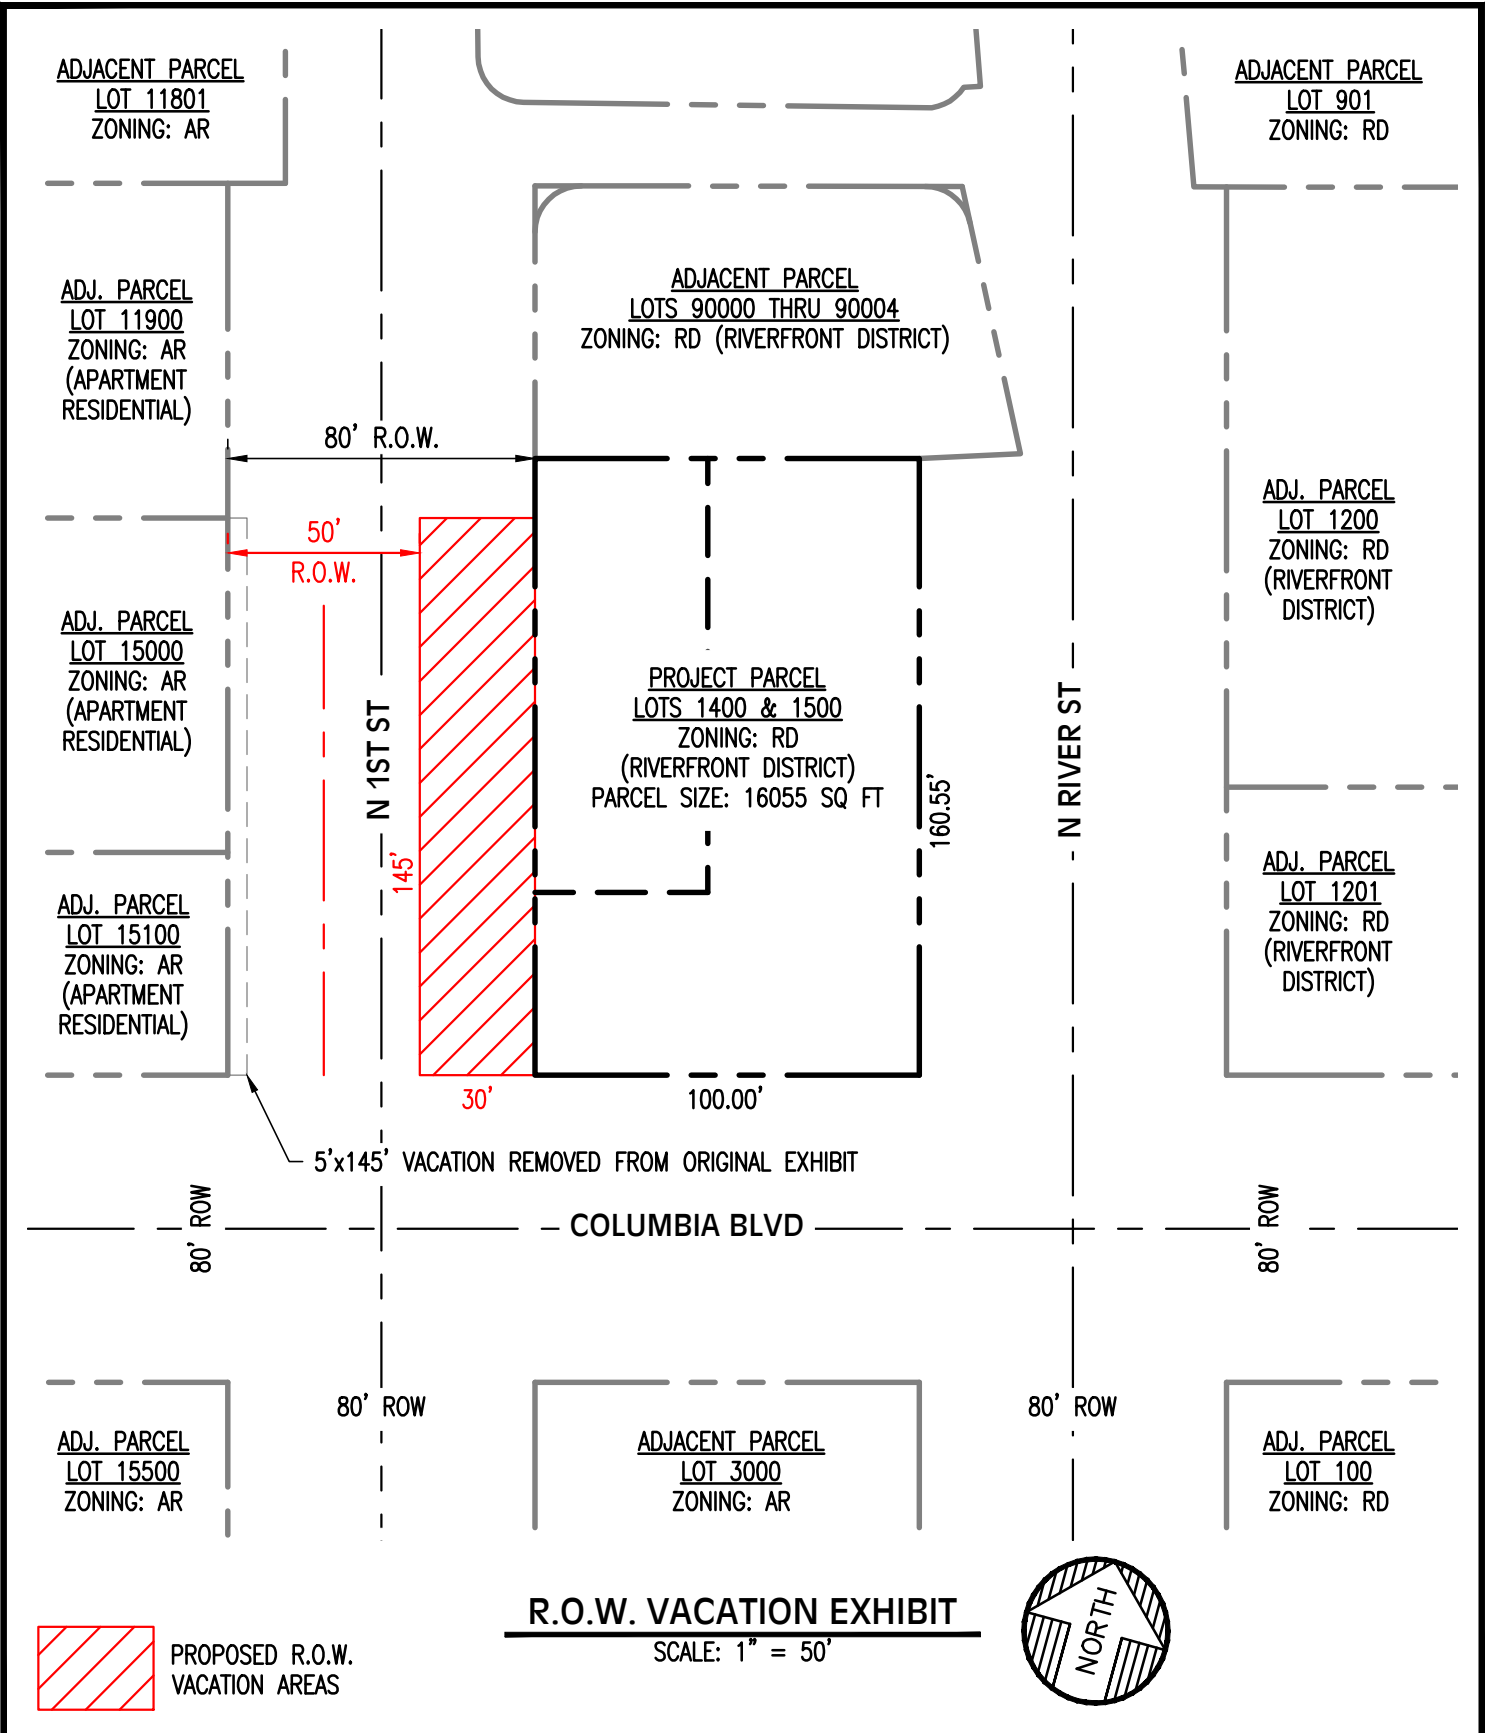 ADJACENT PARCEL
LOT 11801
ZONING: AR
ADJACENT PARCEL
LOT 901
ZONING: RD
ADJ. PARCEL
LOT 11900
ZONING: AR
(APARTMENT
RESIDENTIAL)
ADJACENT PARCEL
LOTS 90000 THRU 90004
ZONING: RD (RIVERFRONT DISTRICT)
80' R.O.W.
50'
R.O.W.
ADJ. PARCEL
LOT 1200
ZONING: RD
(RIVERFRONT
DISTRICT)
ADJ. PARCEL
LOT 15000
ZONING: AR
(APARTMENT
RESIDENTIAL)
N 1ST ST
145'
PROJECT PARCEL
LOTS 1400 & 1500
ZONING: RD
(RIVERFRONT DISTRICT)
PARCEL SIZE: 16055 SQ FT
160.55'
N RIVER ST
ADJ. PARCEL
LOT 1201
ZONING: RD
(RIVERFRONT
DISTRICT)
ADJ. PARCEL
LOT 15100
ZONING: AR
(APARTMENT
RESIDENTIAL)
30'
100.00'
5'x145' VACATION REMOVED FROM ORIGINAL EXHIBIT
80' ROW
COLUMBIA BLVD
80' ROW
80' ROW
80' ROW
ADJ. PARCEL
LOT 15500
ZONING: AR
ADJACENT PARCEL
LOT 3000
ZONING: AR
ADJ. PARCEL
LOT 100
ZONING: RD
R.O.W. VACATION EXHIBIT
SCALE: 1" = 50'
NORTH
PROPOSED R.O.W.
VACATION AREAS